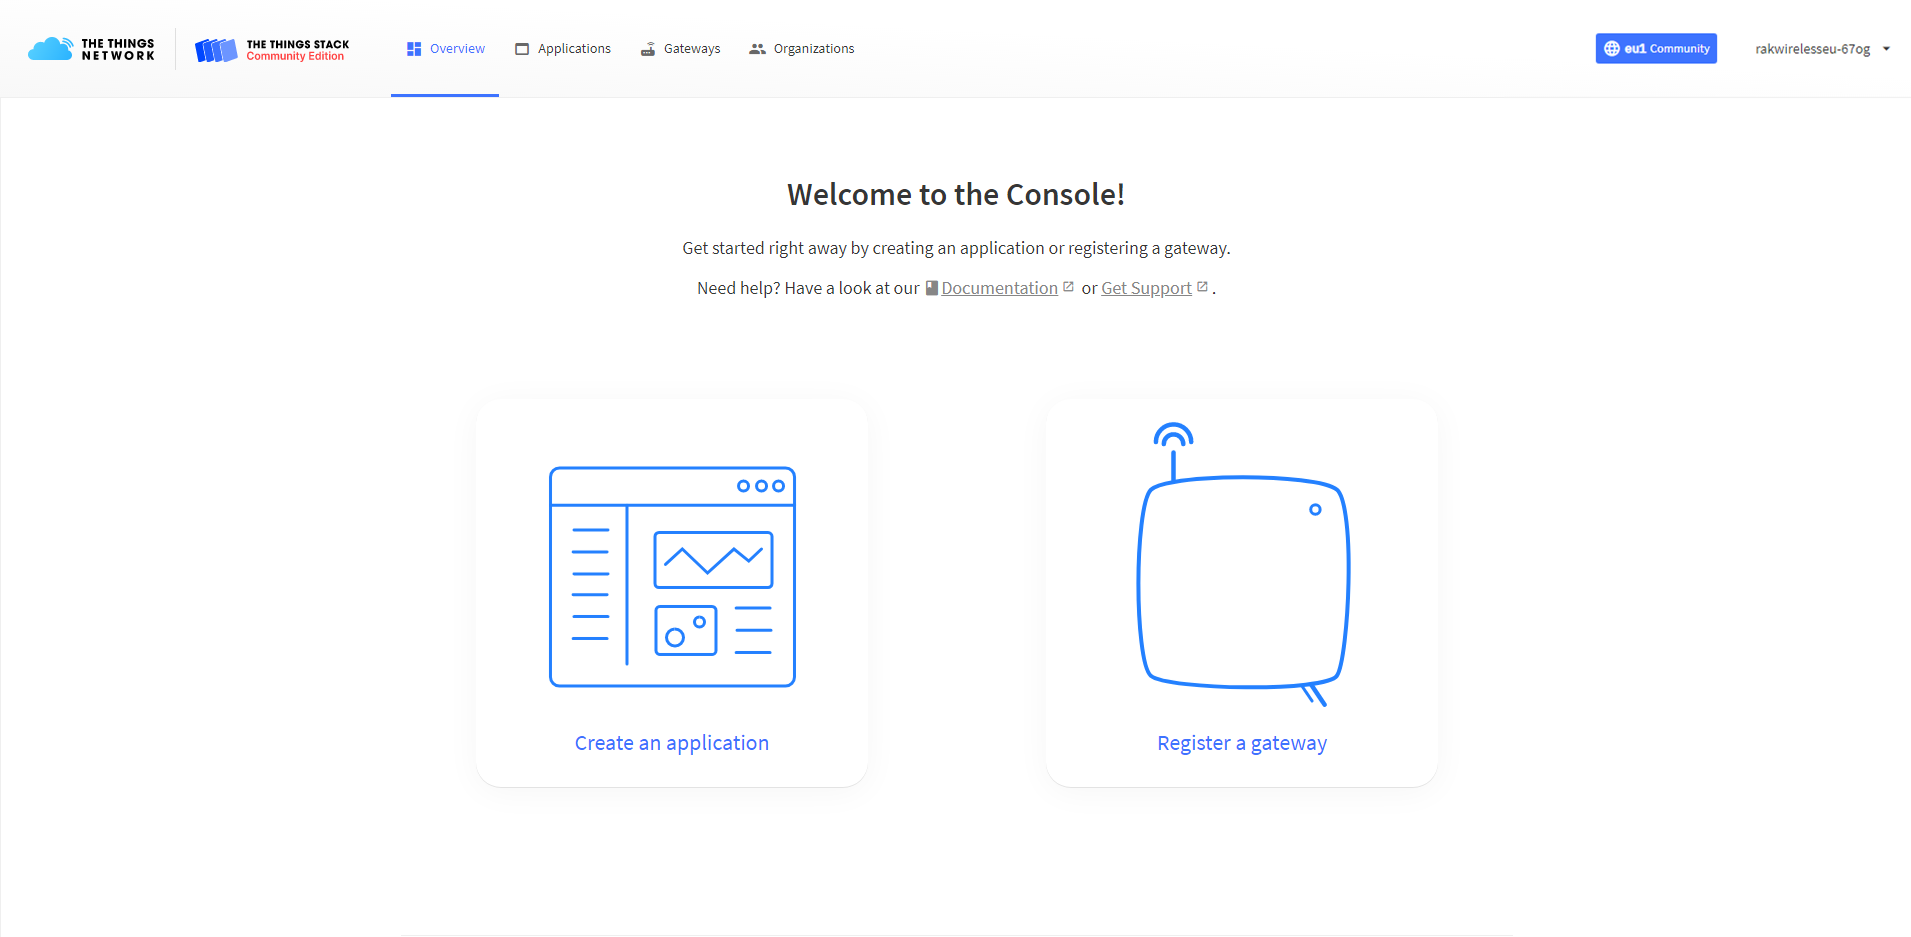 THE THINGS
NETWORK
THE THINGS STACK
Community Edition
Overview
Applications
Gateways
Organizations
eu1 Community
rakwirelesseu-67og
Welcome to the Console!
Get started right away by creating an application or registering a gateway.
Need help? Have a look at our Documentation or Get Support .
Create an application
Register a gateway